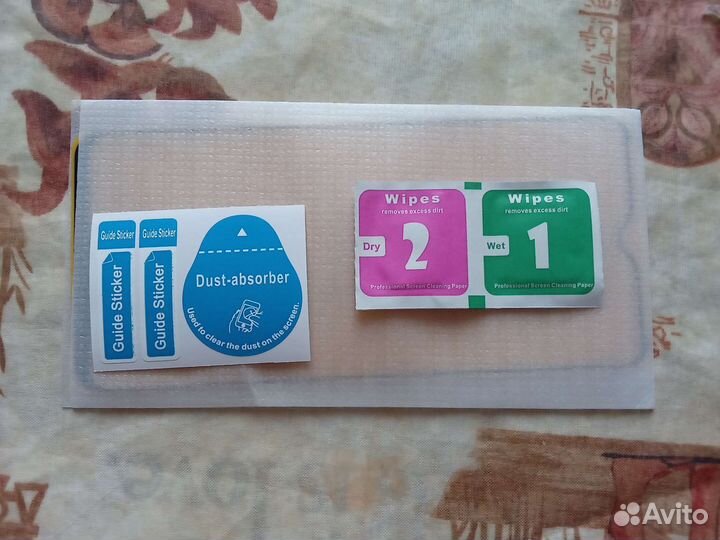 Guide Sticker
Guide Sticker
Guide Sticker
Guide Sticker
Dust-absorber
Used to clear the dust on the screen.
Wipes
removes excess dirt
Dry
2
Professional Screen Cleaning Paper
Wipes
removes excess dirt
Wet
1
Professional Screen Cleaning Paper
Avito